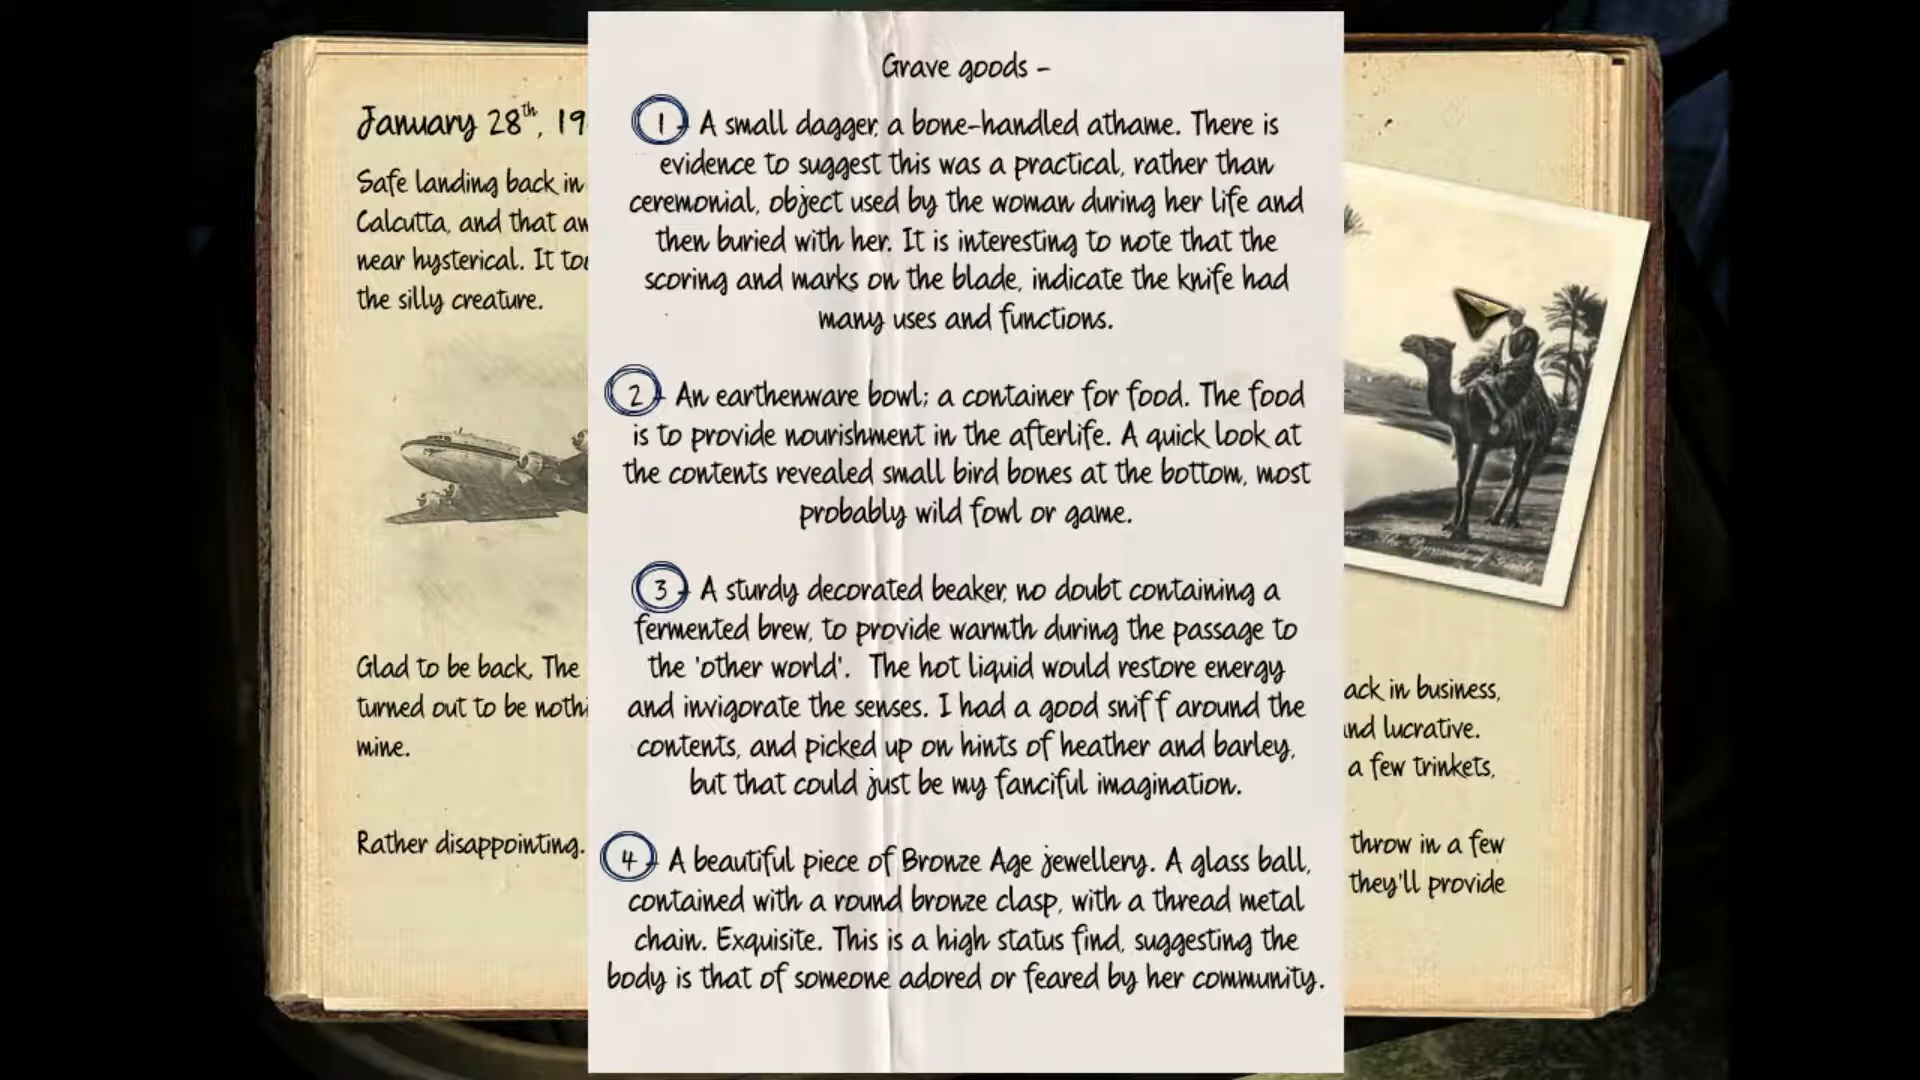 January 28th, 19
Safe landing back in
Calcutta, and that aw
near hysterical. It too
the silly creature.
Glad to be back, The
turned out to be nothi
mine.
Rather disappointing.
Grave goods -
1 - A small dagger, a bone-handled athame. There is
evidence to suggest this was a practical, rather than
ceremonial, object used by the woman during her life and
then buried with her. It is interesting to note that the
scoring and marks on the blade, indicate the knife had
many uses and functions.
2 - An earthenware bowl; a container for food. The food
is to provide nourishment in the afterlife. A quick look at
the contents revealed small bird bones at the bottom, most
probably wild fowl or game.
3 - A sturdy decorated beaker, no doubt containing a
fermented brew, to provide warmth during the passage to
the 'other world'. The hot liquid would restore energy
and invigorate the senses. I had a good sniff around the
contents, and picked up on hints of heather and barley,
but that could just be my fanciful imagination.
4 - A beautiful piece of Bronze Age jewellery. A glass ball,
contained with a round bronze clasp, with a thread metal
chain. Exquisite. This is a high status find, suggesting the
body is that of someone adored or feared by her community.
The Pyramids of
ack in business,
and lucrative.
a few trinkets,
throw in a few
they'll provide